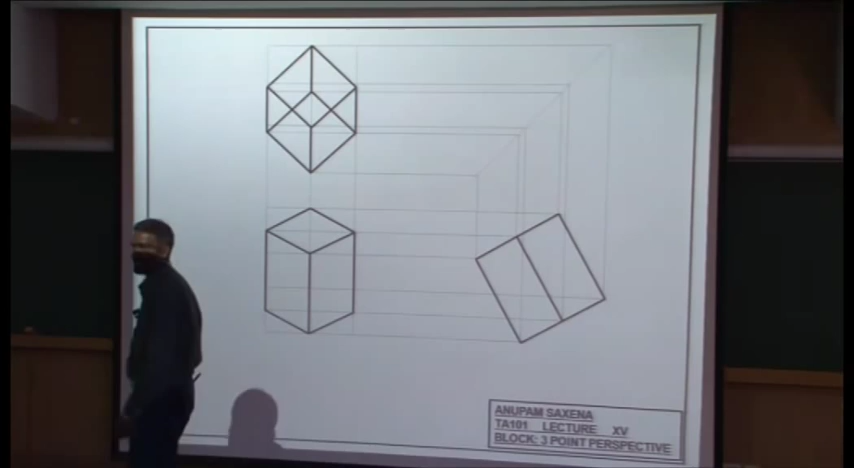 ANUPAM SAXENA
TA101 LECTURE XV
BLOCK: 3 POINT PERSPECTIVE